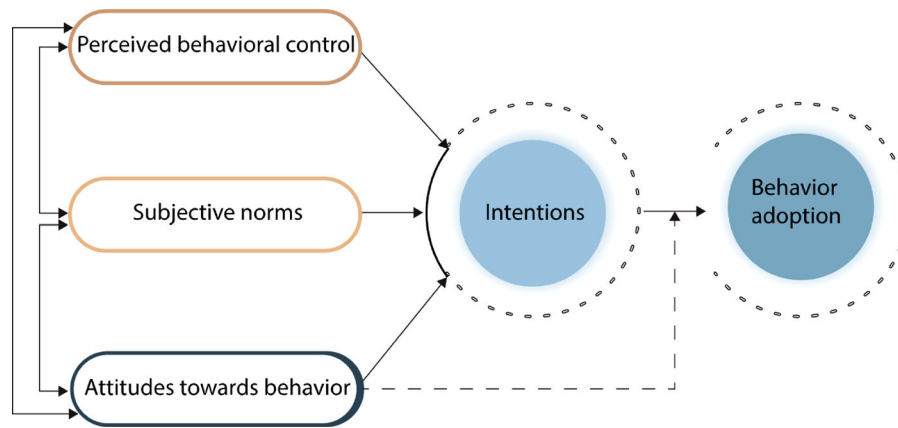 Perceived behavioral control
Subjective norms
Attitudes towards behavior
Intentions
Behavior
adoption